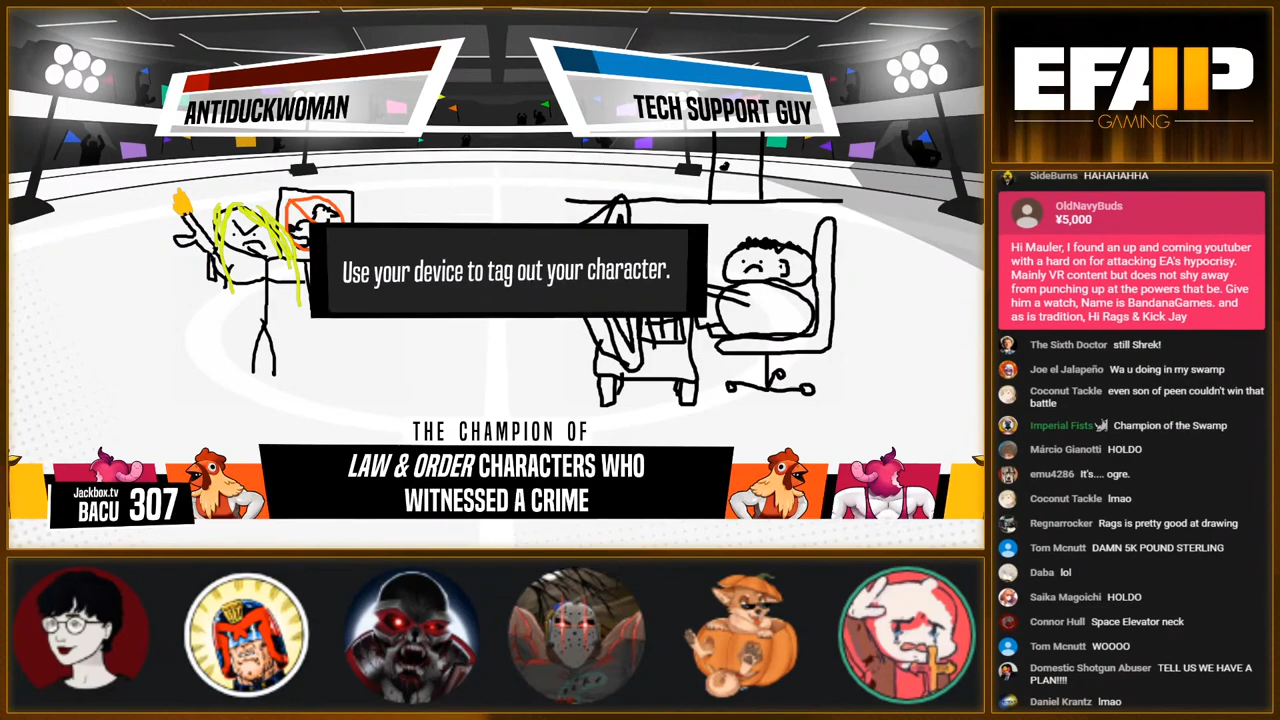 ANTIDUCKWOMAN
TECH SUPPORT GUY
Use your device to tag out your character.
THE CHAMPION OF
LAW & ORDER CHARACTERS WHO
WITNESSED A CRIME
Jackbox.tv
BACU 307
EFAP
GAMING
SideBurns HAHAHAHHA
OldNavyBuds
¥5,000
Hi Mauler, I found an up and coming youtuber
with a hard on for attacking EA's hypocrisy.
Mainly VR content but does not shy away
from punching up at the powers that be. Give
him a watch, Name is BandanaGames. and
as is tradition, Hi Rags & Kick Jay
The Sixth Doctor still Shrek!
Joe el Jalapeño Wa u doing in my swamp
Coconut Tackle even son of peen couldn't win that
battle
Imperial Fists Champion of the Swamp
Márcio Gianotti HOLDO
emu4286 It's.... ogre.
Coconut Tackle lmao
Regnarrocker Rags is pretty good at drawing
Tom Mcnutt DAMN 5K POUND STERLING
Daba lol
Saika Magoichi HOLDO
Connor Hull Space Elevator neck
Tom Mcnutt WOOOO
Domestic Shotgun Abuser TELL US WE HAVE A
PLAN!!!!
Daniel Krantz lmao